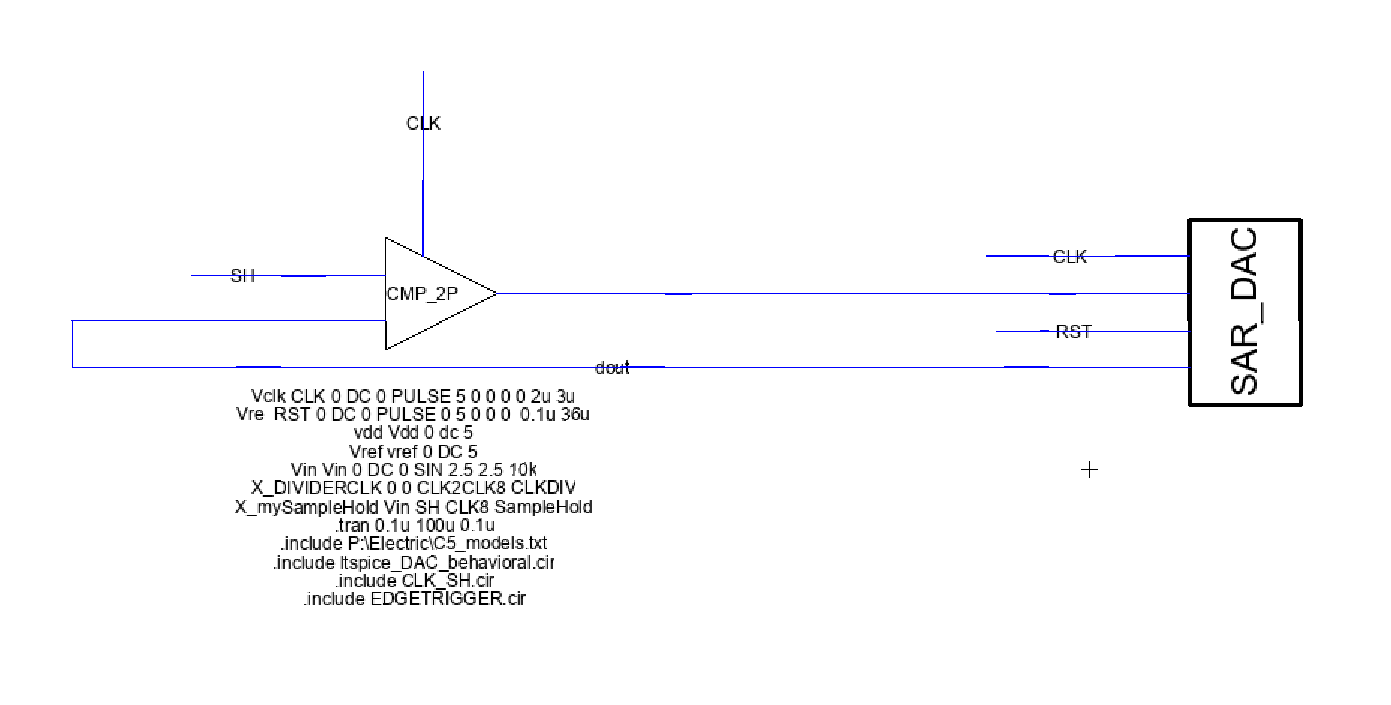 CLK
SH
CMP_2P
CLK
SAR_DAC
RST
dout
Vclk CLK 0 DC 0 PULSE 5 0 0 0 0 2u 3u
Vre RST 0 DC 0 PULSE 0 5 0 0 0 0.1u 36u
vdd Vdd 0 dc 5
Vref vref 0 DC 5
Vin Vin 0 DC 0 SIN 2.5 2.5 10k
X_DIVIDERCLK 0 0 CLK2CLK8 CLKDIV
X_mySampleHold Vin SH CLK8 SampleHold
.tran 0.1u 100u 0.1u
.include P:\Electric\C5_models.txt
.include ltspice_DAC_behavioral.cir
.include CLK_SH.cir
.include EDGETRIGGER.cir